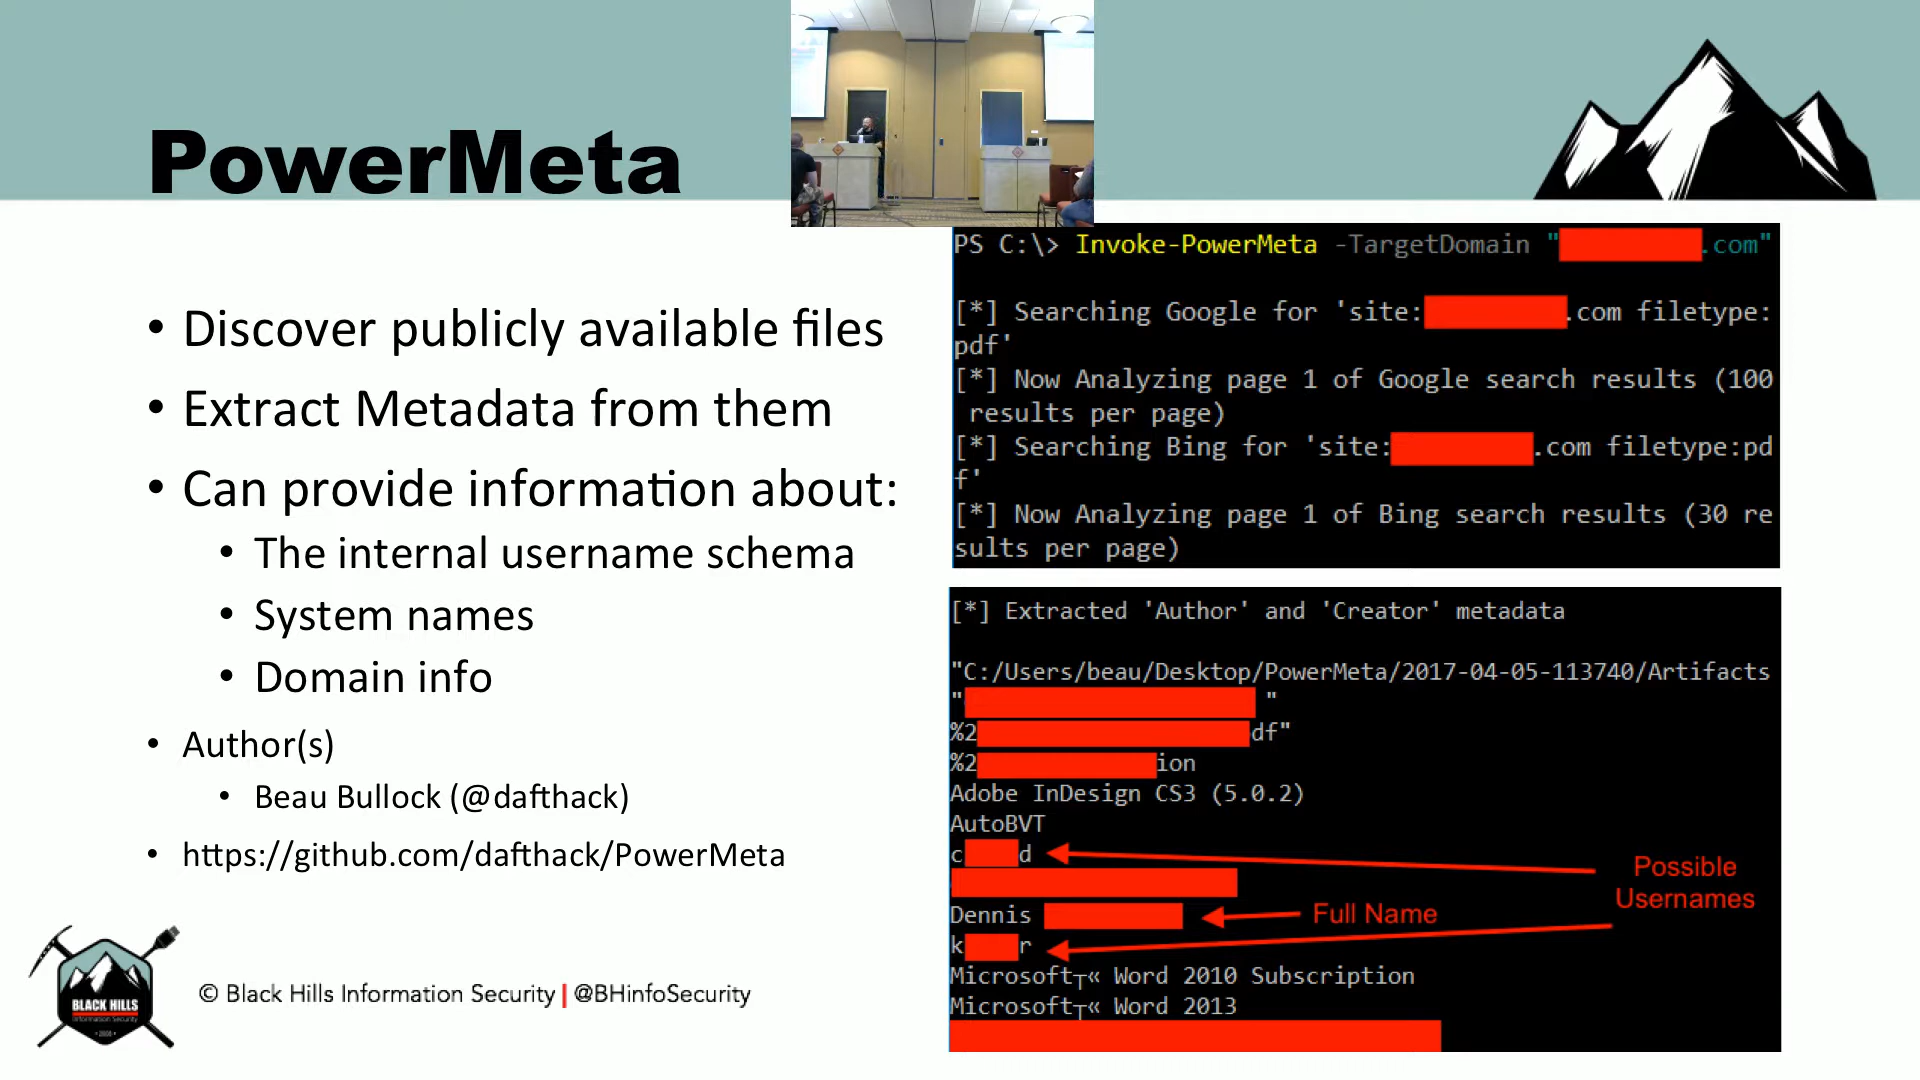 PowerMeta
• Discover publicly available files
• Extract Metadata from them
• Can provide information about:
• The internal username schema
• System names
• Domain info
• Author(s)
• Beau Bullock (@dafthack)
• https://github.com/dafthack/PowerMeta
PS C:\> Invoke-PowerMeta -TargetDomain " .com"
[*] Searching Google for 'site: .com filetype:
pdf'
[*] Now Analyzing page 1 of Google search results (100
results per page)
[*] Searching Bing for 'site: .com filetype:pd
f'
[*] Now Analyzing page 1 of Bing search results (30 re
sults per page)
[*] Extracted 'Author' and 'Creator' metadata
"C:/Users/beau/Desktop/PowerMeta/2017-04-05-113740/Artifacts
" "
%2 df"
%2 ion
Adobe InDesign CS3 (5.0.2)
AutoBVT
c d
Dennis
k r
Microsoft┬« Word 2010 Subscription
Microsoft┬« Word 2013
Possible
Usernames
Full Name
BLACK HILLS
Information Security
• 2008 •
© Black Hills Information Security | @BHinfoSecurity